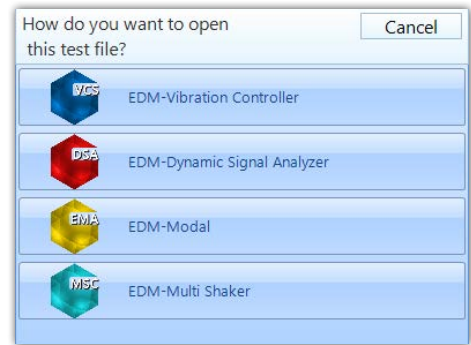 How do you want to open
this test file?
Cancel
VCS
EDM-Vibration Controller
DSA
EDM-Dynamic Signal Analyzer
EMA
EDM-Modal
MSC
EDM-Multi Shaker